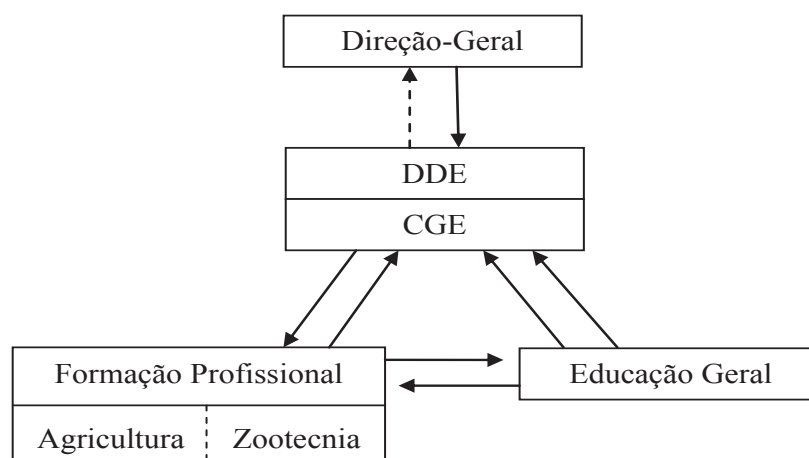 Direção-Geral
DDE
CGE
Formação Profissional
Educação Geral
Agricultura
Zootecnia